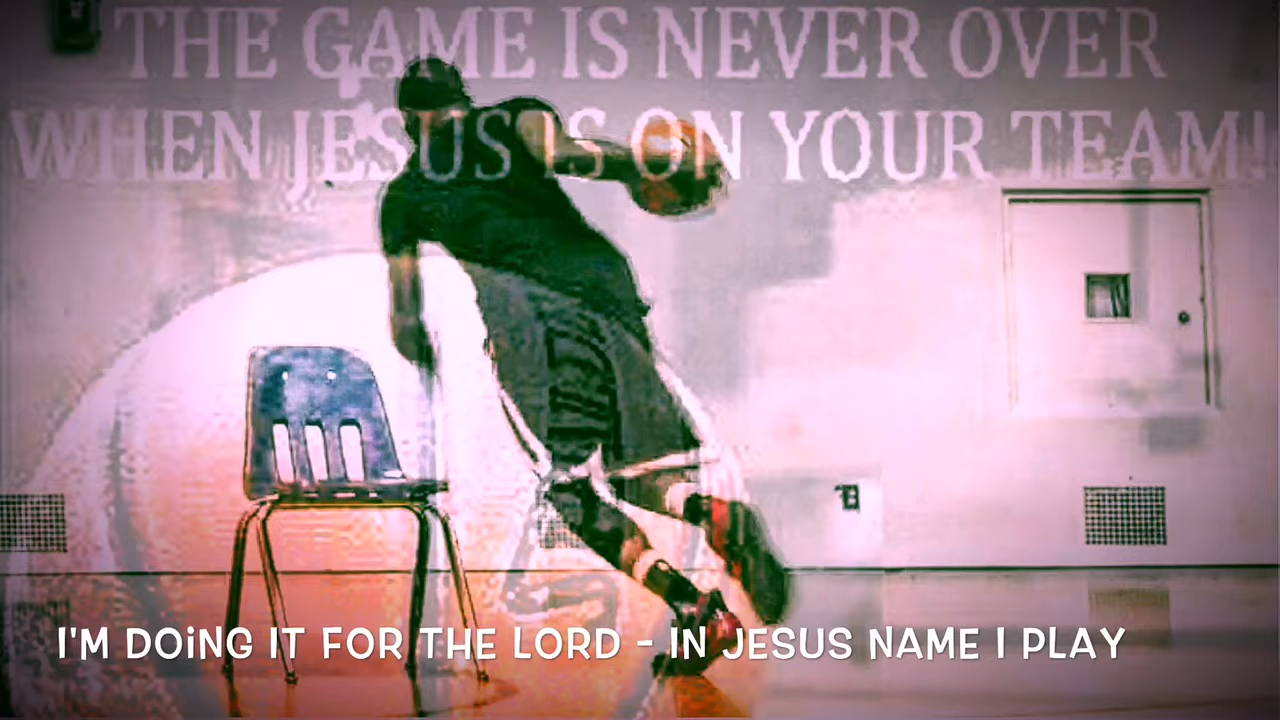 THE GAME IS NEVER OVER
WHEN JESUS IS ON YOUR TEAM!
I'M DOiNG IT FOR THE LORD - IN JESUS NAME I PLAY